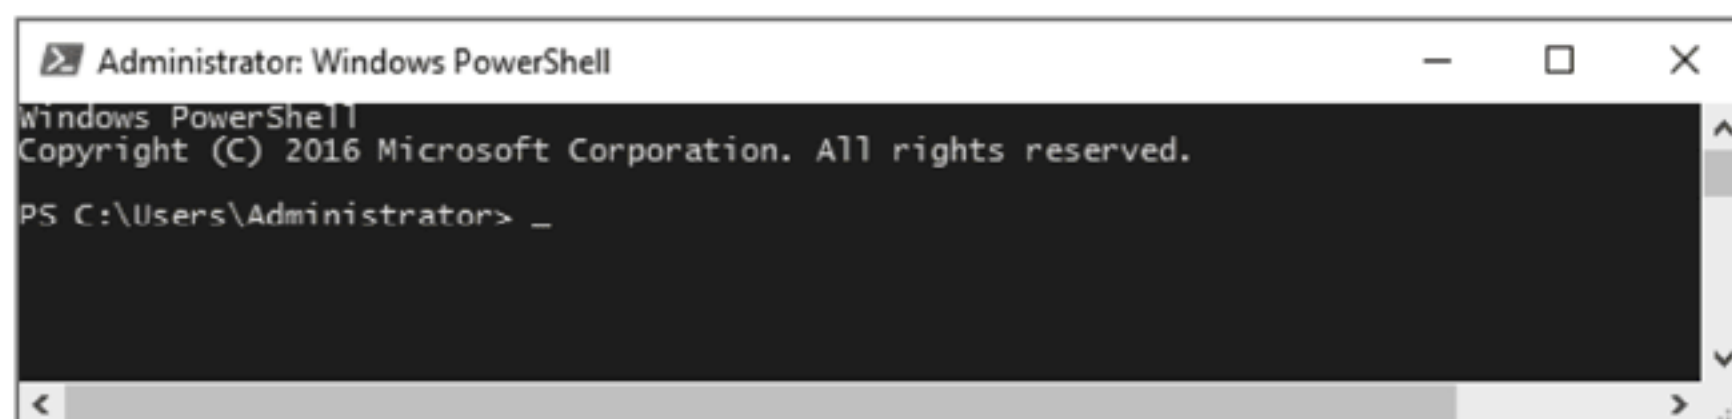 Administrator: Windows PowerShell
Windows PowerShell
Copyright (C) 2016 Microsoft Corporation. All rights reserved.
PS C:\Users\Administrator> _